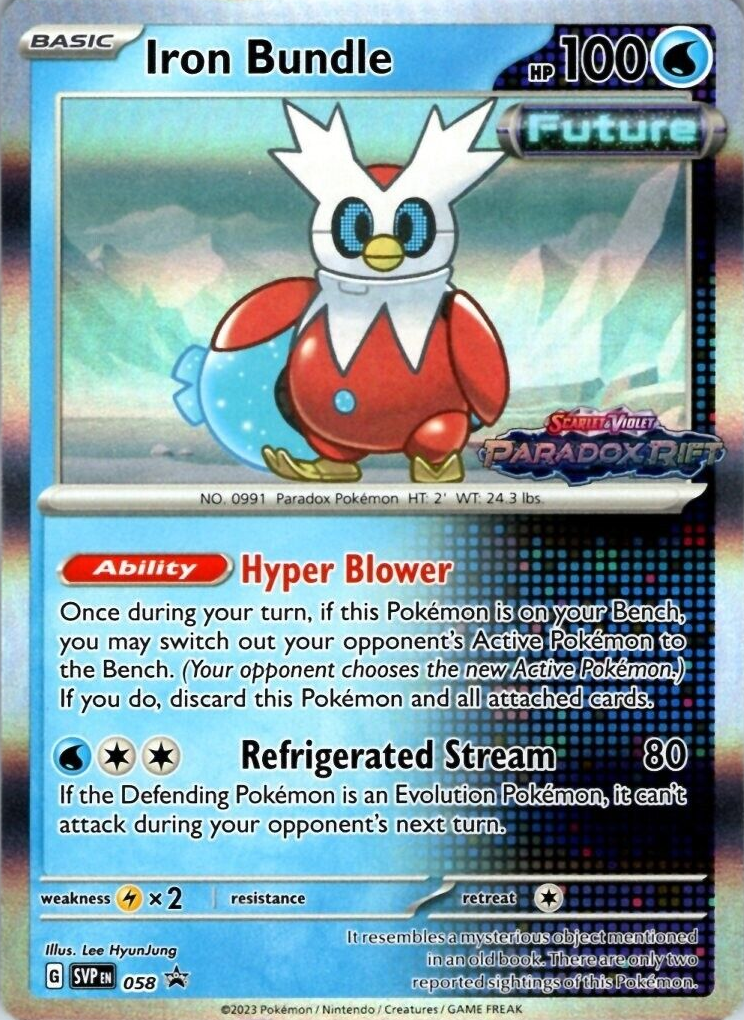 BASIC
Iron Bundle
HP 100
Future
SCARLET & VIOLET
PARADOX RIFT
NO. 0991 Paradox Pokémon HT: 2' WT: 24.3 lbs.
Ability Hyper Blower
Once during your turn, if this Pokémon is on your Bench,
you may switch out your opponent's Active Pokémon to
the Bench. (Your opponent chooses the new Active Pokémon.)
If you do, discard this Pokémon and all attached cards.
Refrigerated Stream 80
If the Defending Pokémon is an Evolution Pokémon, it can't
attack during your opponent's next turn.
weakness ×2 resistance retreat
Illus. Lee HyunJung
G SVP EN 058
It resembles a mysterious object mentioned
in an old book. There are only two
reported sightings of this Pokémon.
©2023 Pokémon / Nintendo / Creatures / GAME FREAK